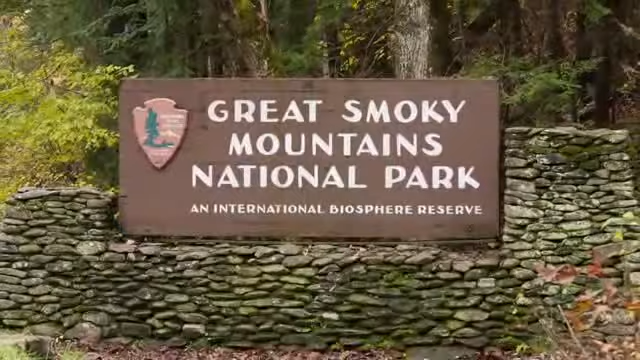 GREAT SMOKY
MOUNTAINS
NATIONAL PARK
AN INTERNATIONAL BIOSPHERE RESERVE